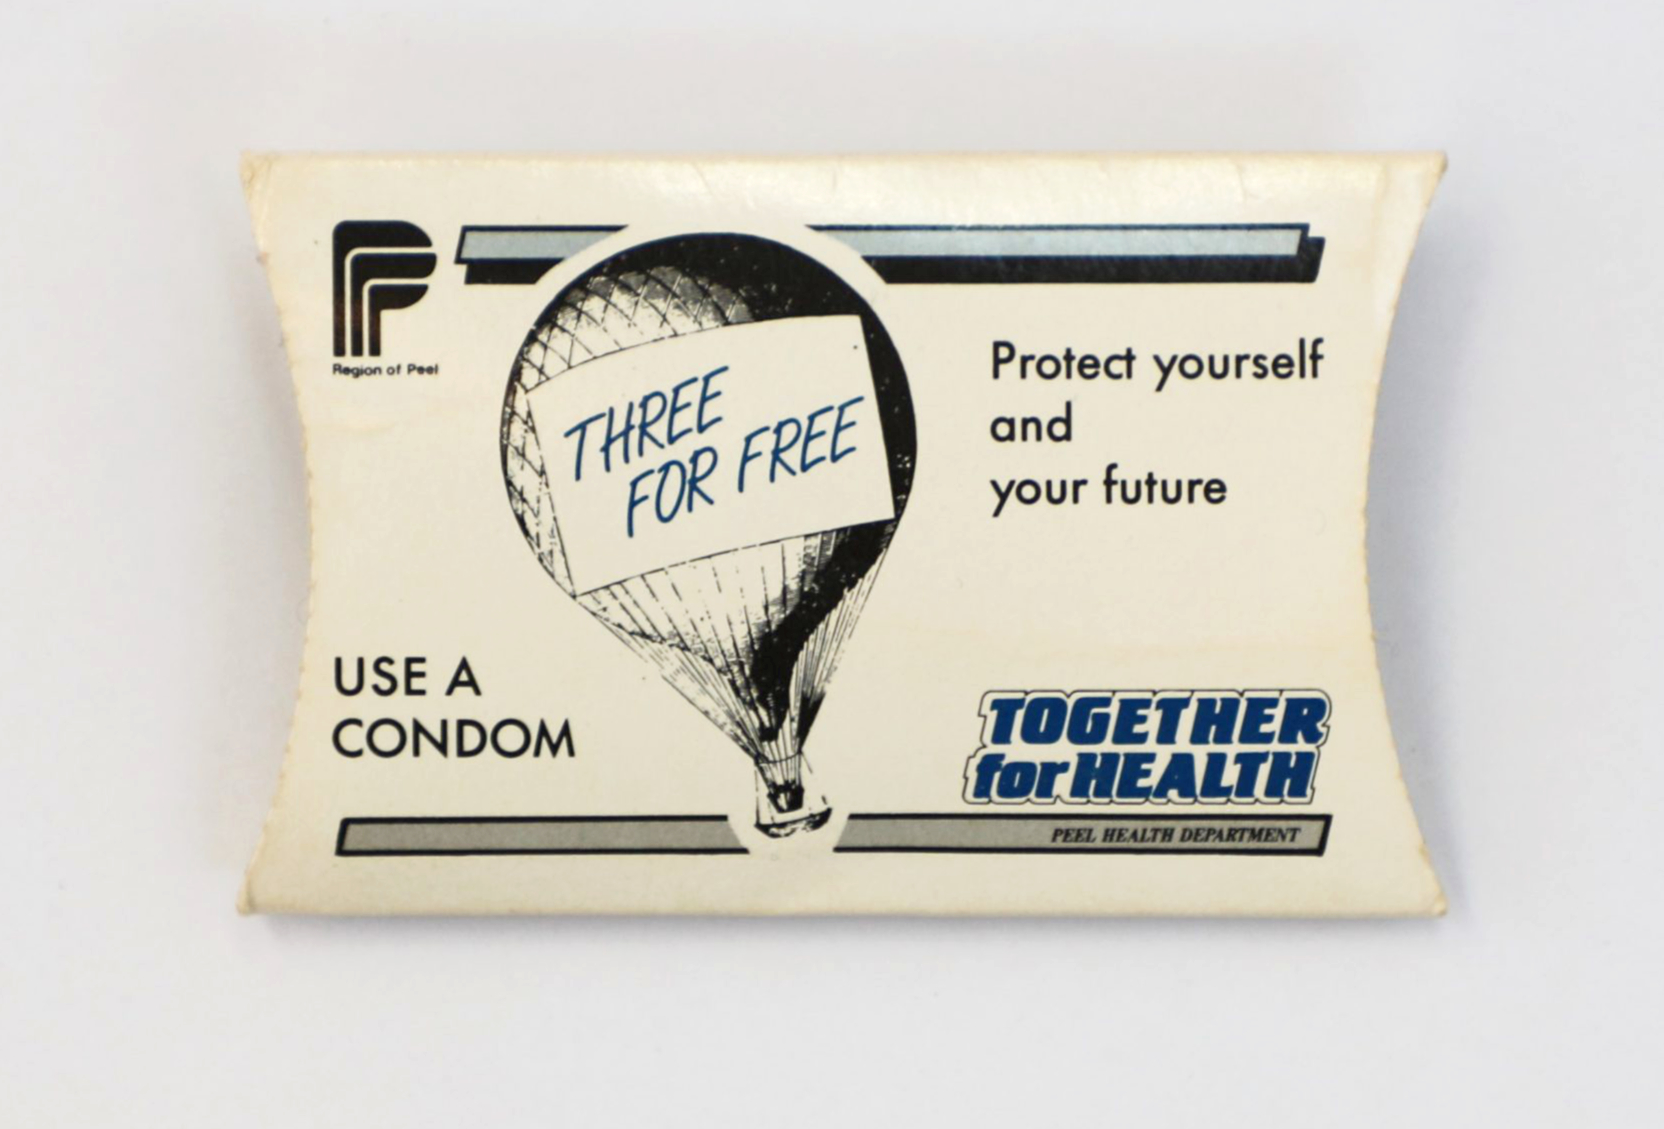 Region of Peel
THREE
FOR FREE
Protect yourself
and
your future
USE A
CONDOM
TOGETHER
for HEALTH
PEEL HEALTH DEPARTMENT